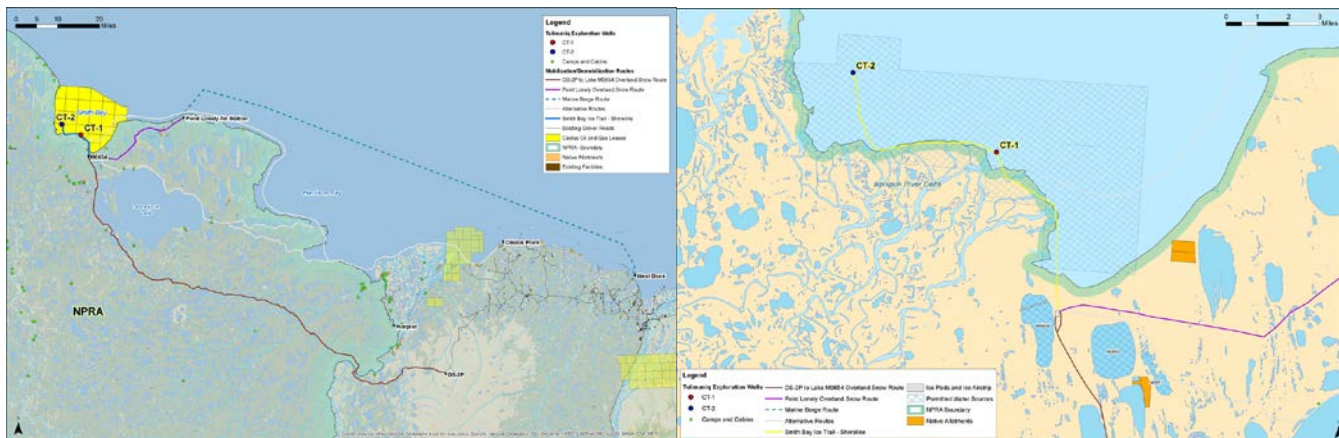 0 5 10 20
Miles
Legend
Tulimaniq Exploration Wells
CT-1
CT-2
Camps and Cabins
Mobilization/Demobilization Routes
DS-2P to Lake M0654 Overland Snow Route
Point Lonely Overland Snow Route
Marine Barge Route
Alternative Routes
Smith Bay Ice Trail - Shoreline
Existing Gravel Roads
Caelus Oil and Gas Leases
NPRA Boundary
Native Allotments
Existing Facilities
Smith Bay
CT-2
CT-1
M0654
Point Lonely Air Station
Harrison Bay
Oliktok Point
West Dock
NPRA
Nuiqsut
DS-2P
0 1 2 3
Miles
CT-2
CT-1
Ikpikpuk River Delta
Legend
Tulimaniq Exploration Wells
CT-1
CT-2
Camps and Cabins
DS-2P to Lake M0654 Overland Snow Route
Point Lonely Overland Snow Route
Marine Barge Route
Alternative Routes
Smith Bay Ice Trail - Shoreline
Ice Pads and Ice Airstrip
Permitted Water Sources
NPRA Boundary
Native Allotments